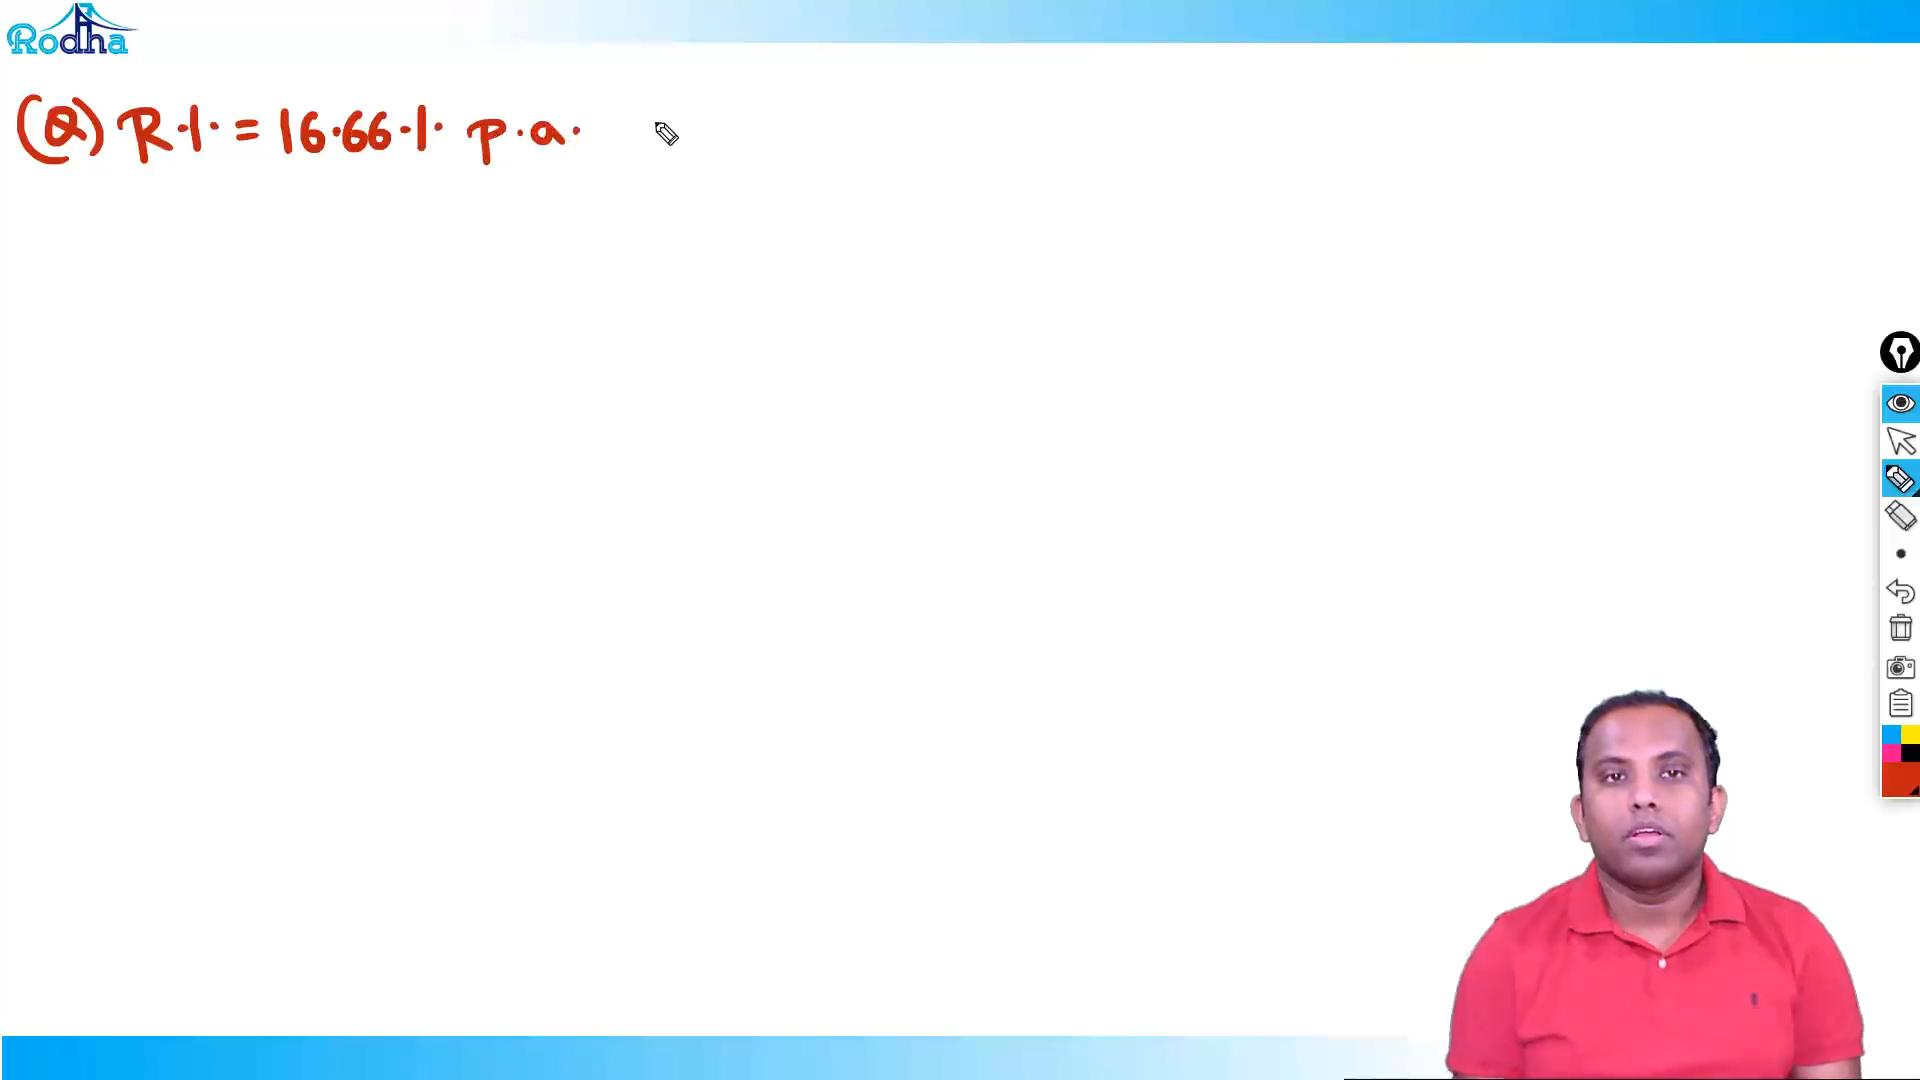 Rodha
(Q) R% = 16.66% p.a.